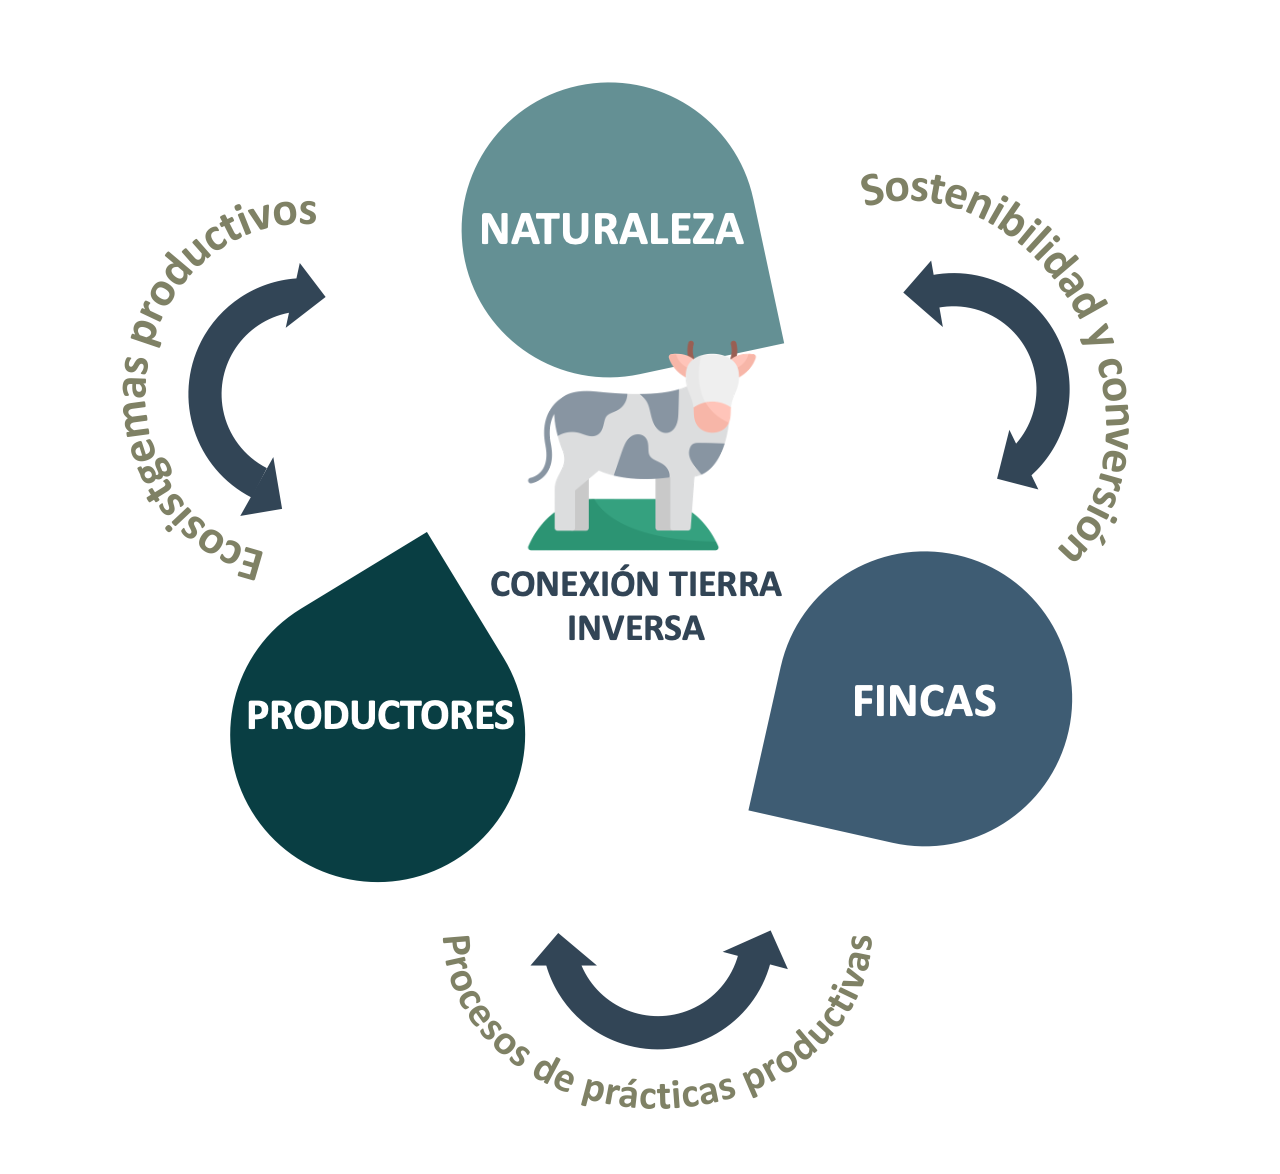 NATURALEZA
Sostenibilidad y conversión
Ecosistgemas productivos
CONEXIÓN TIERRA
INVERSA
PRODUCTORES
FINCAS
Procesos de prácticas productivas